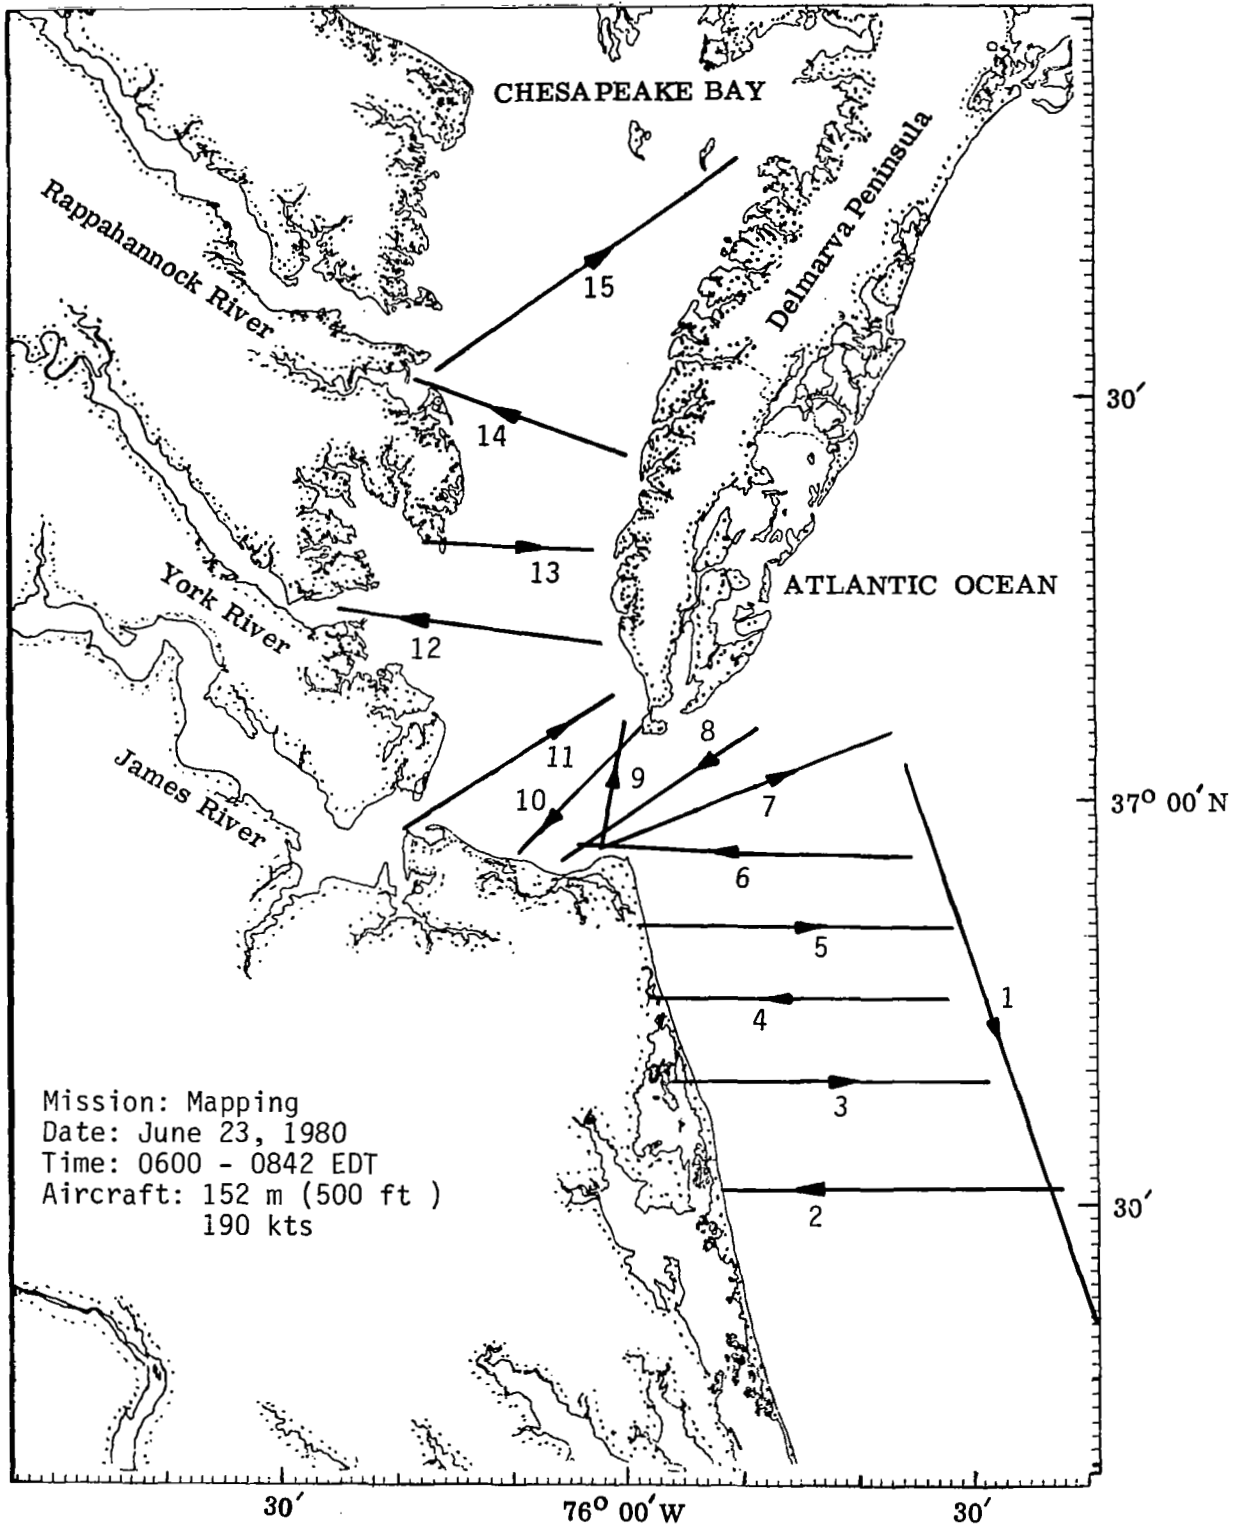 CHESAPEAKE BAY
Delmarva Peninsula
Rappahannock River
15
30′
14
13
ATLANTIC OCEAN
York River
12
8
11
9
7
10
James River
37° 00′ N
6
5
1
4
3
Mission: Mapping
Date: June 23, 1980
Time: 0600 - 0842 EDT
Aircraft: 152 m (500 ft )
190 kts
2
30′
30′
76° 00′ W
30′